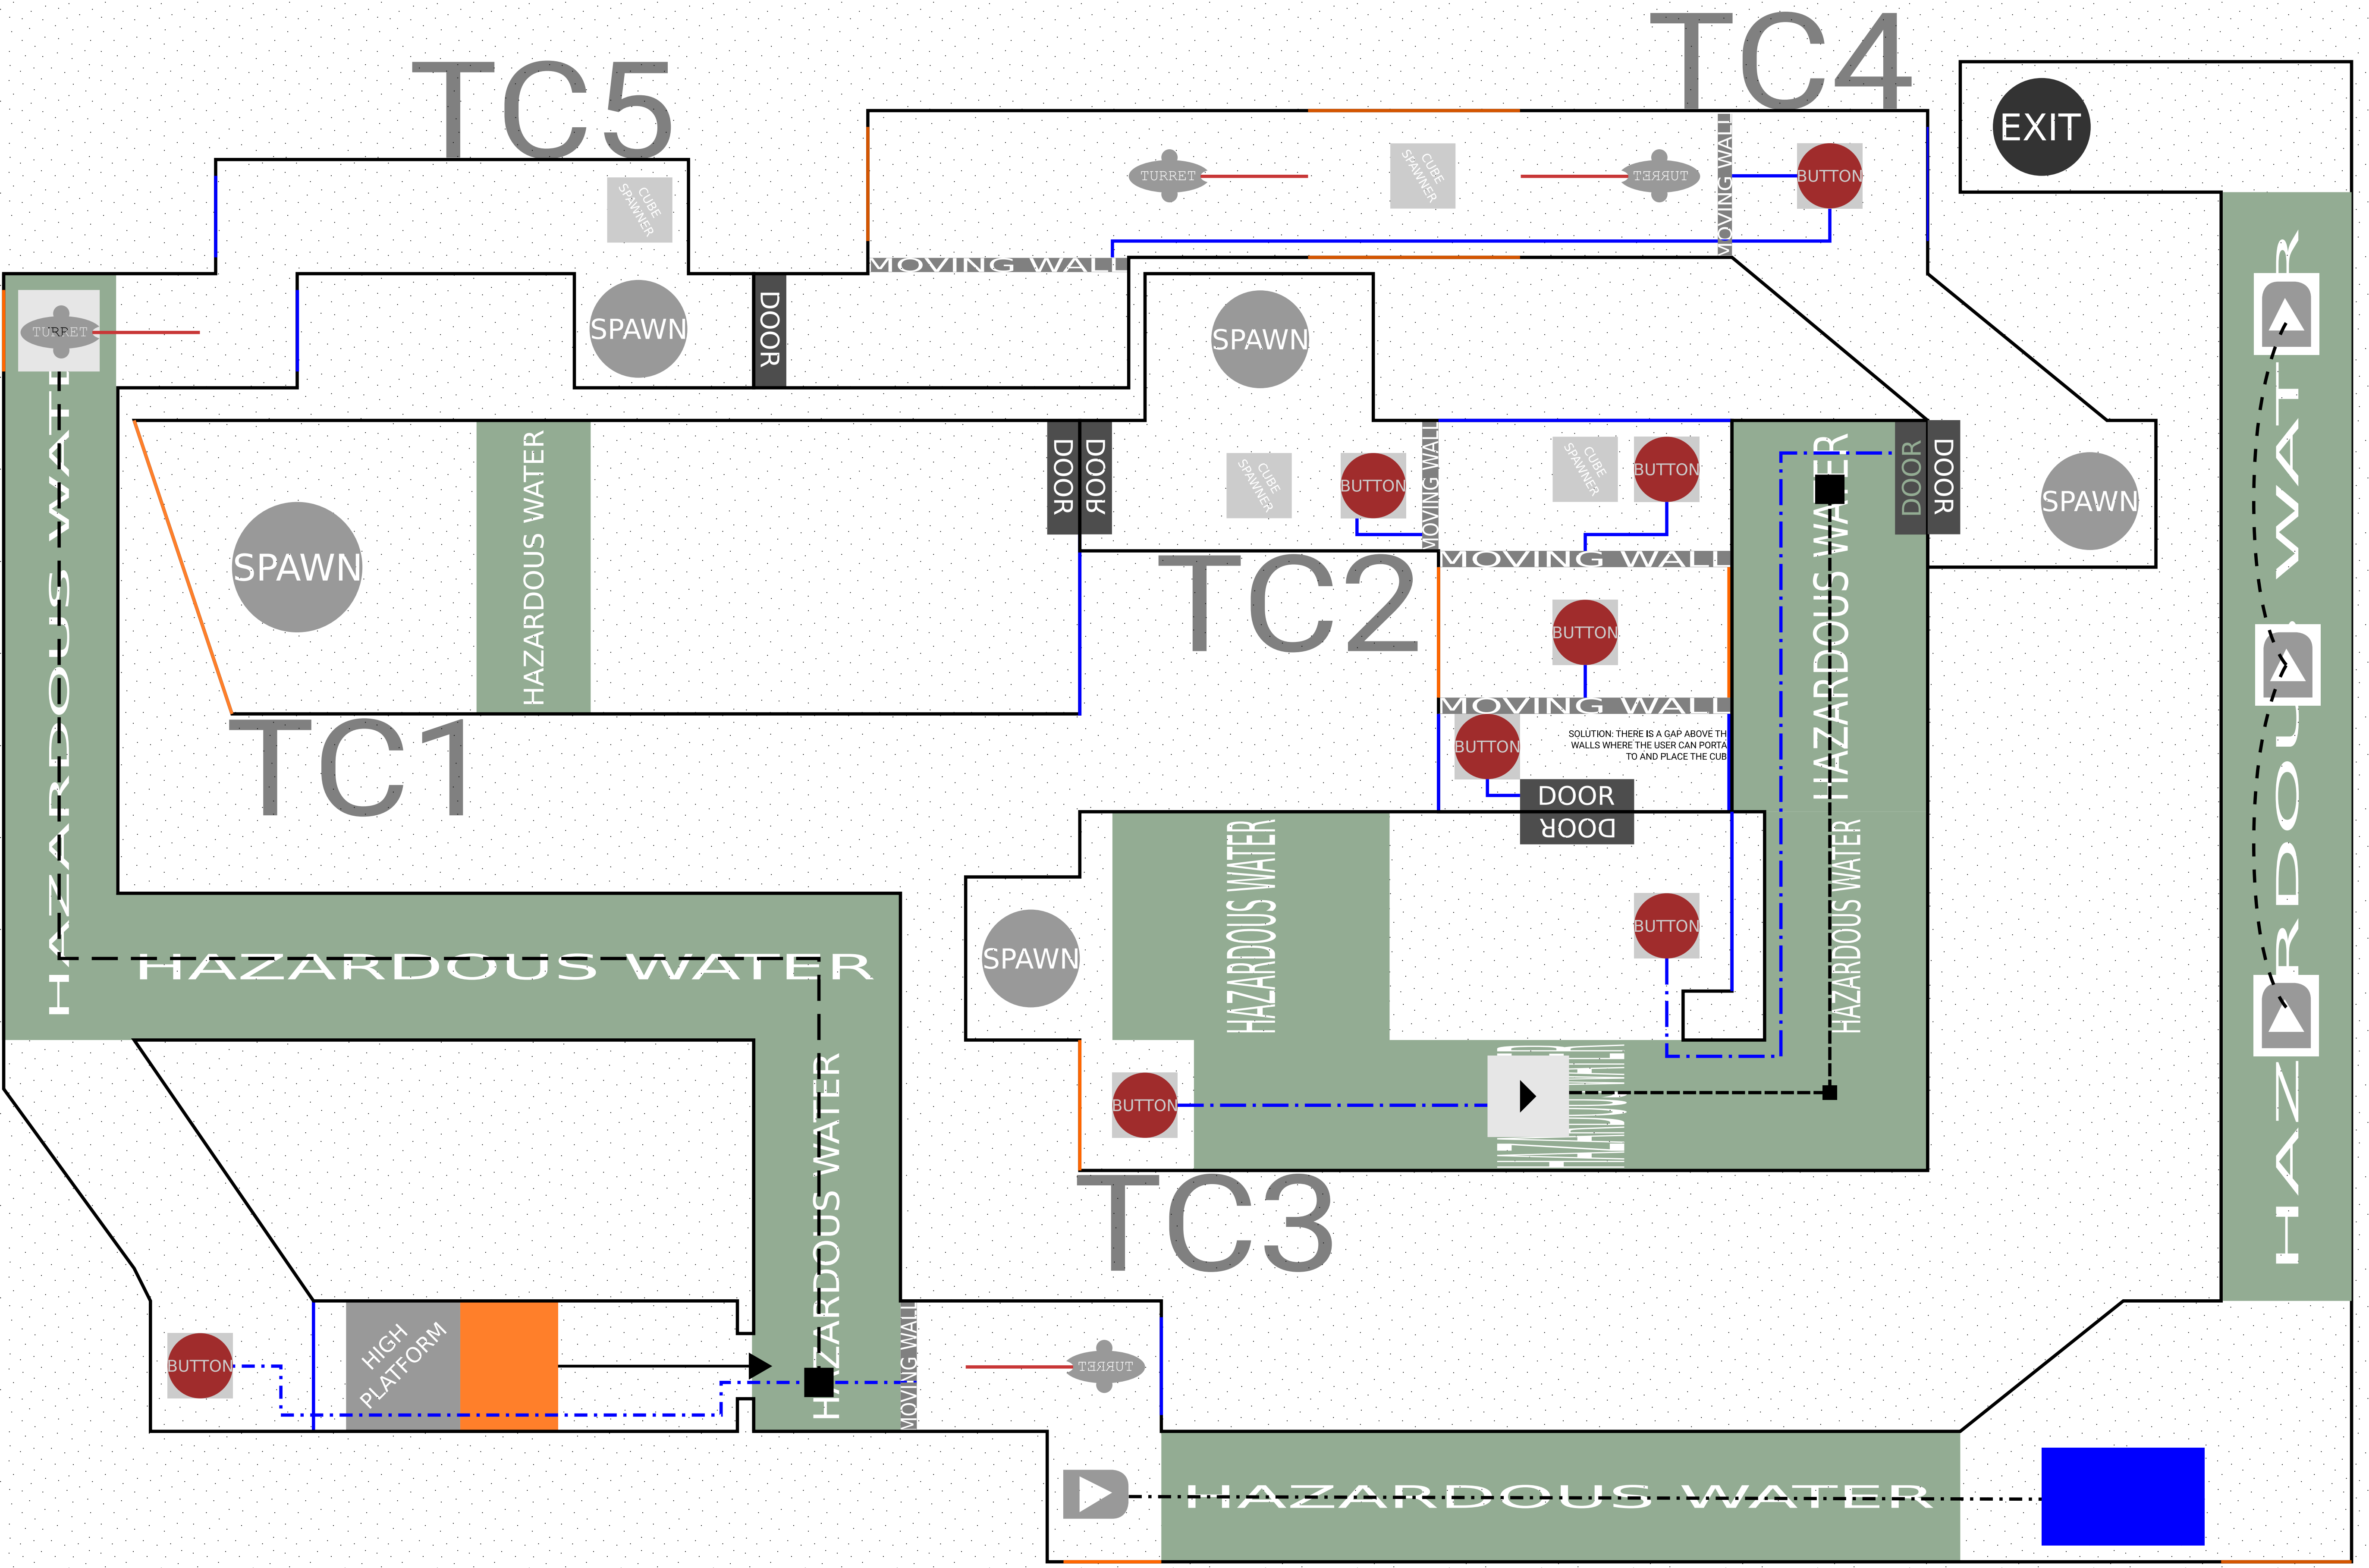 TC4
TC5
EXIT
CUBE
SPAWNER
TURRET
CUBE
SPAWNER
TURRET
MOVING WALL
BUTTON
MOVING WALL
SPAWN
DOOR
TURRET
SPAWN
HAZARDOUS WATER
HAZARDOUS WATER
SPAWN
HAZARDOUS WATER
DOOR
DOOR
CUBE
SPAWNER
BUTTON
MOVING WALL
CUBE
SPAWNER
BUTTON
MOVING WALL
HAZARDOUS WATER
DOOR
DOOR
SPAWN
TC2
BUTTON
MOVING WALL
BUTTON
SOLUTION: THERE IS A GAP ABOVE TH
WALLS WHERE THE USER CAN PORTA
TO AND PLACE THE CUB
DOOR
DOOR
TC1
HAZARDOUS WATER
HAZARDOUS WATER
SPAWN
BUTTON
HAZARDOUS WATER
BUTTON
TC3
HAZARDOUS WATER
HIGH
PLATFORM
BUTTON
MOVING WALL
TURRET
HAZARDOUS WATER